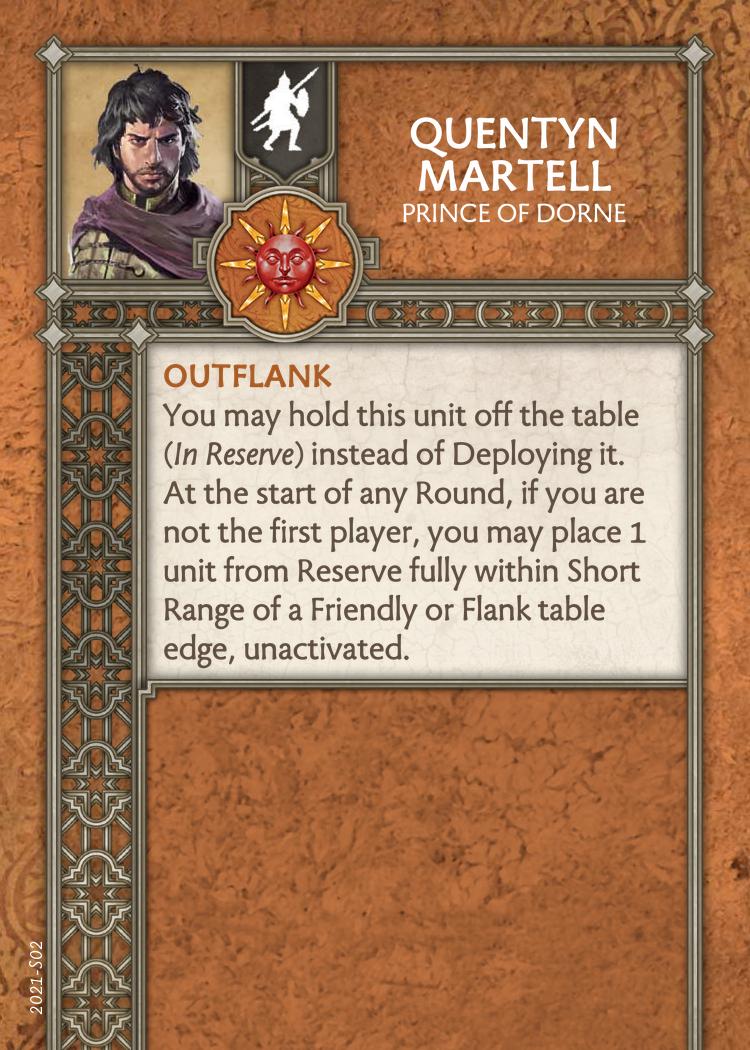 QUENTYN
MARTELL
PRINCE OF DORNE
OUTFLANK
You may hold this unit off the table
(In Reserve) instead of Deploying it.
At the start of any Round, if you are
not the first player, you may place 1
unit from Reserve fully within Short
Range of a Friendly or Flank table
edge, unactivated.
2021-S02